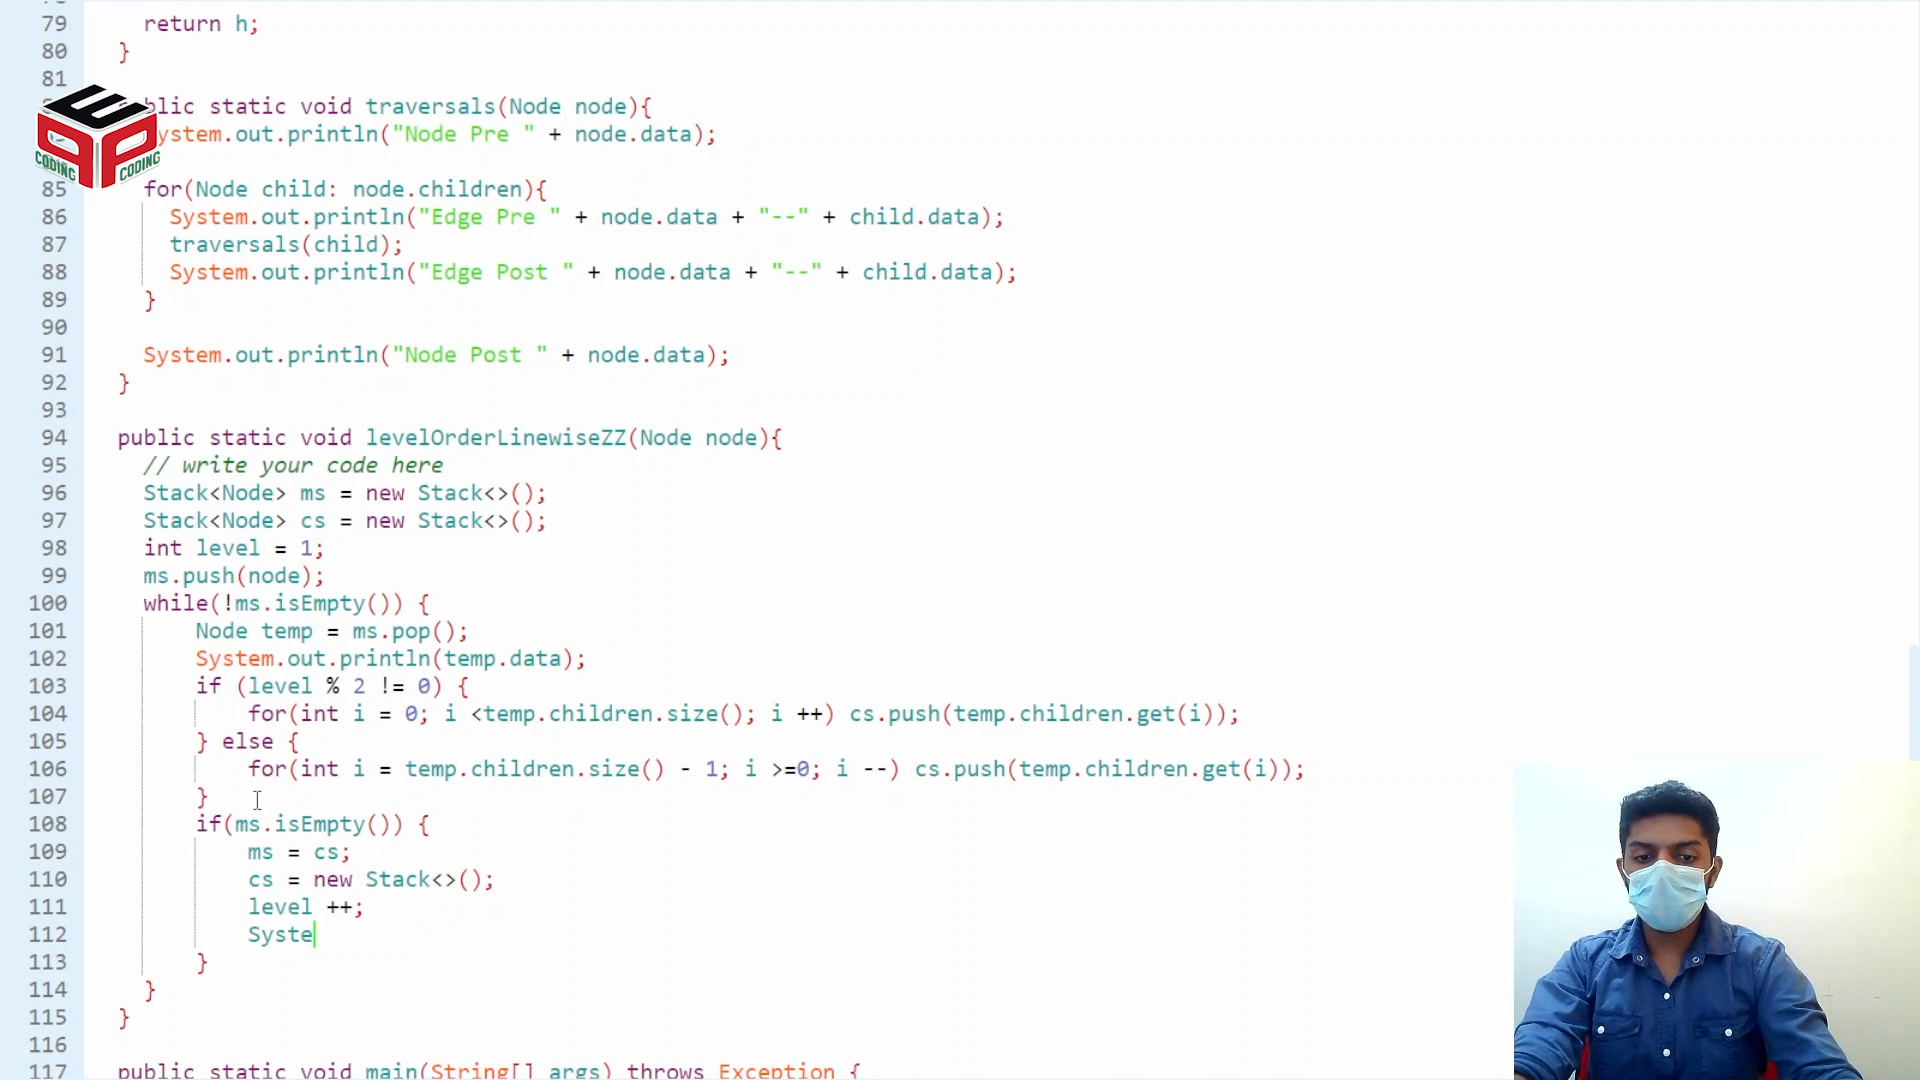 79 return h;
80 }
81
blic static void traversals(Node node){
ystem.out.println("Node Pre " + node.data);
85 for(Node child: node.children){
86 System.out.println("Edge Pre " + node.data + "--" + child.data);
87 traversals(child);
88 System.out.println("Edge Post " + node.data + "--" + child.data);
89 }
90
91 System.out.println("Node Post " + node.data);
92 }
93
94 public static void levelOrderLinewiseZZ(Node node){
95 // write your code here
96 Stack<Node> ms = new Stack<>();
97 Stack<Node> cs = new Stack<>();
98 int level = 1;
99 ms.push(node);
100 while(!ms.isEmpty()) {
101 Node temp = ms.pop();
102 System.out.println(temp.data);
103 if (level % 2 != 0) {
104 for(int i = 0; i <temp.children.size(); i ++) cs.push(temp.children.get(i));
105 } else {
106 for(int i = temp.children.size() - 1; i >=0; i --) cs.push(temp.children.get(i));
107 }
108 if(ms.isEmpty()) {
109 ms = cs;
110 cs = new Stack<>();
111 level ++;
112 Syste
113 }
114 }
115 }
116
117 public static void main(String[] args) throws Exception {
PEP
CODING CODING